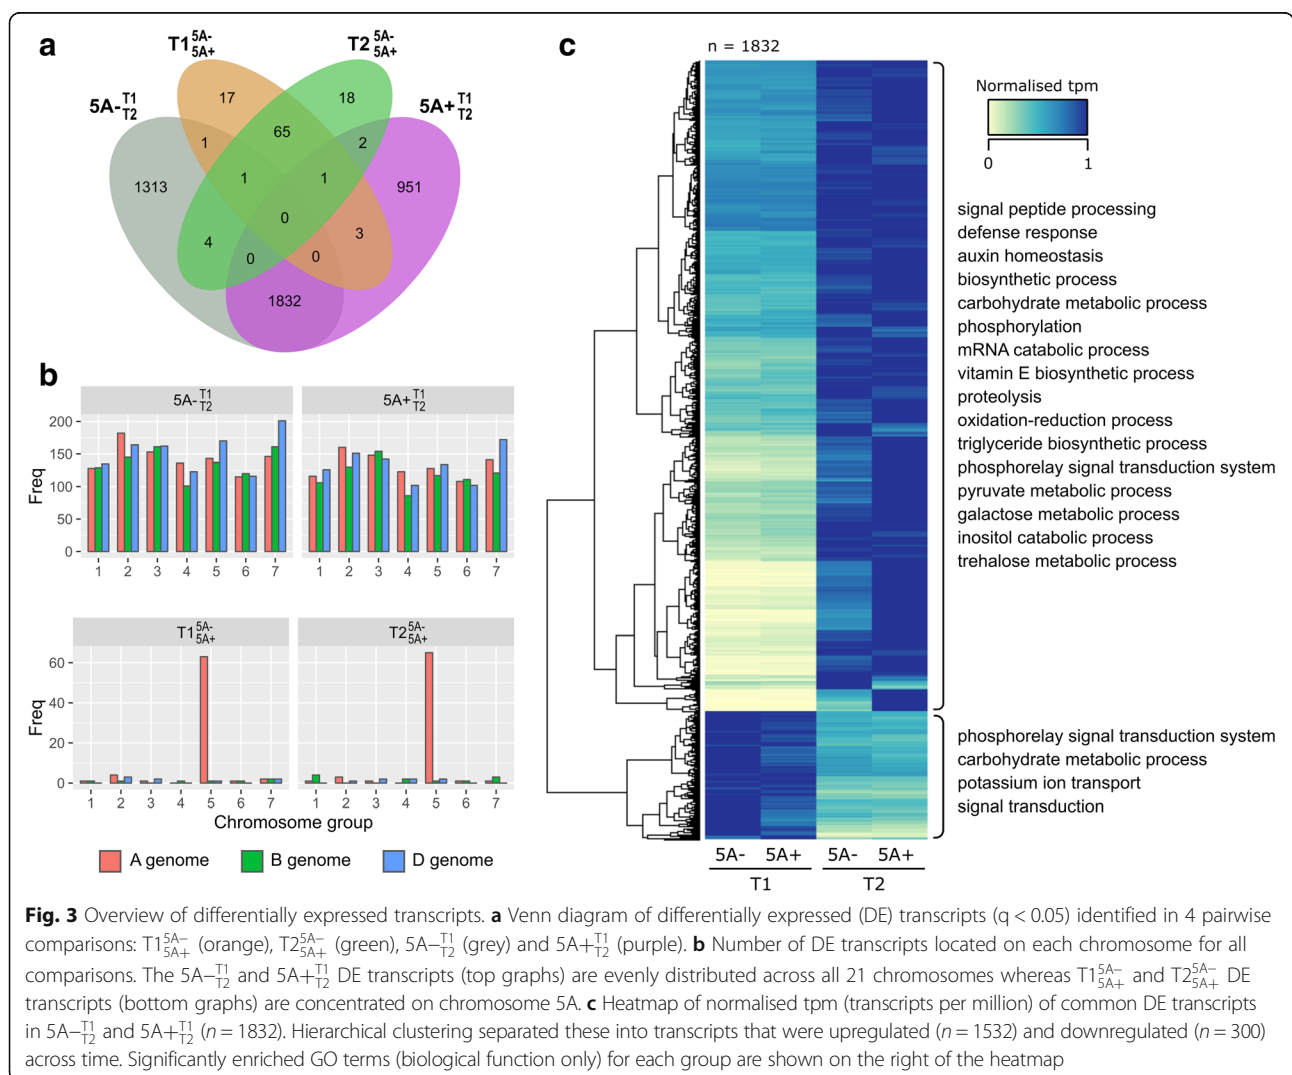 a
T1 5A- 5A+
T2 5A- 5A+
5A- T1 T2
5A+ T1 T2
17
18
65
1
2
1313
1
1
951
0
4
3
0
0
1832
b
5A- T1 T2
5A+ T1 T2
Freq
200
150
100
50
0
1 2 3 4 5 6 7
1 2 3 4 5 6 7
T1 5A- 5A+
T2 5A- 5A+
Freq
60
40
20
0
1 2 3 4 5 6 7
1 2 3 4 5 6 7
Chromosome group
A genome B genome D genome
c
n = 1832
Normalised tpm
0 1
signal peptide processing
defense response
auxin homeostasis
biosynthetic process
carbohydrate metabolic process
phosphorylation
mRNA catabolic process
vitamin E biosynthetic process
proteolysis
oxidation-reduction process
triglyceride biosynthetic process
phosphorelay signal transduction system
pyruvate metabolic process
galactose metabolic process
inositol catabolic process
trehalose metabolic process
phosphorelay signal transduction system
carbohydrate metabolic process
potassium ion transport
signal transduction
5A- 5A+ 5A- 5A+
T1 T2
Fig. 3 Overview of differentially expressed transcripts. a Venn diagram of differentially expressed (DE) transcripts (q < 0.05) identified in 4 pairwise
comparisons: T1 5A− 5A+ (orange), T2 5A− 5A+ (green), 5A− T1 T2 (grey) and 5A+ T1 T2 (purple). b Number of DE transcripts located on each chromosome for all
comparisons. The 5A− T1 T2 and 5A+ T1 T2 DE transcripts (top graphs) are evenly distributed across all 21 chromosomes whereas T1 5A− 5A+ and T2 5A− 5A+ DE
transcripts (bottom graphs) are concentrated on chromosome 5A. c Heatmap of normalised tpm (transcripts per million) of common DE transcripts
in 5A− T1 T2 and 5A+ T1 T2 (n = 1832). Hierarchical clustering separated these into transcripts that were upregulated (n = 1532) and downregulated (n = 300)
across time. Significantly enriched GO terms (biological function only) for each group are shown on the right of the heatmap